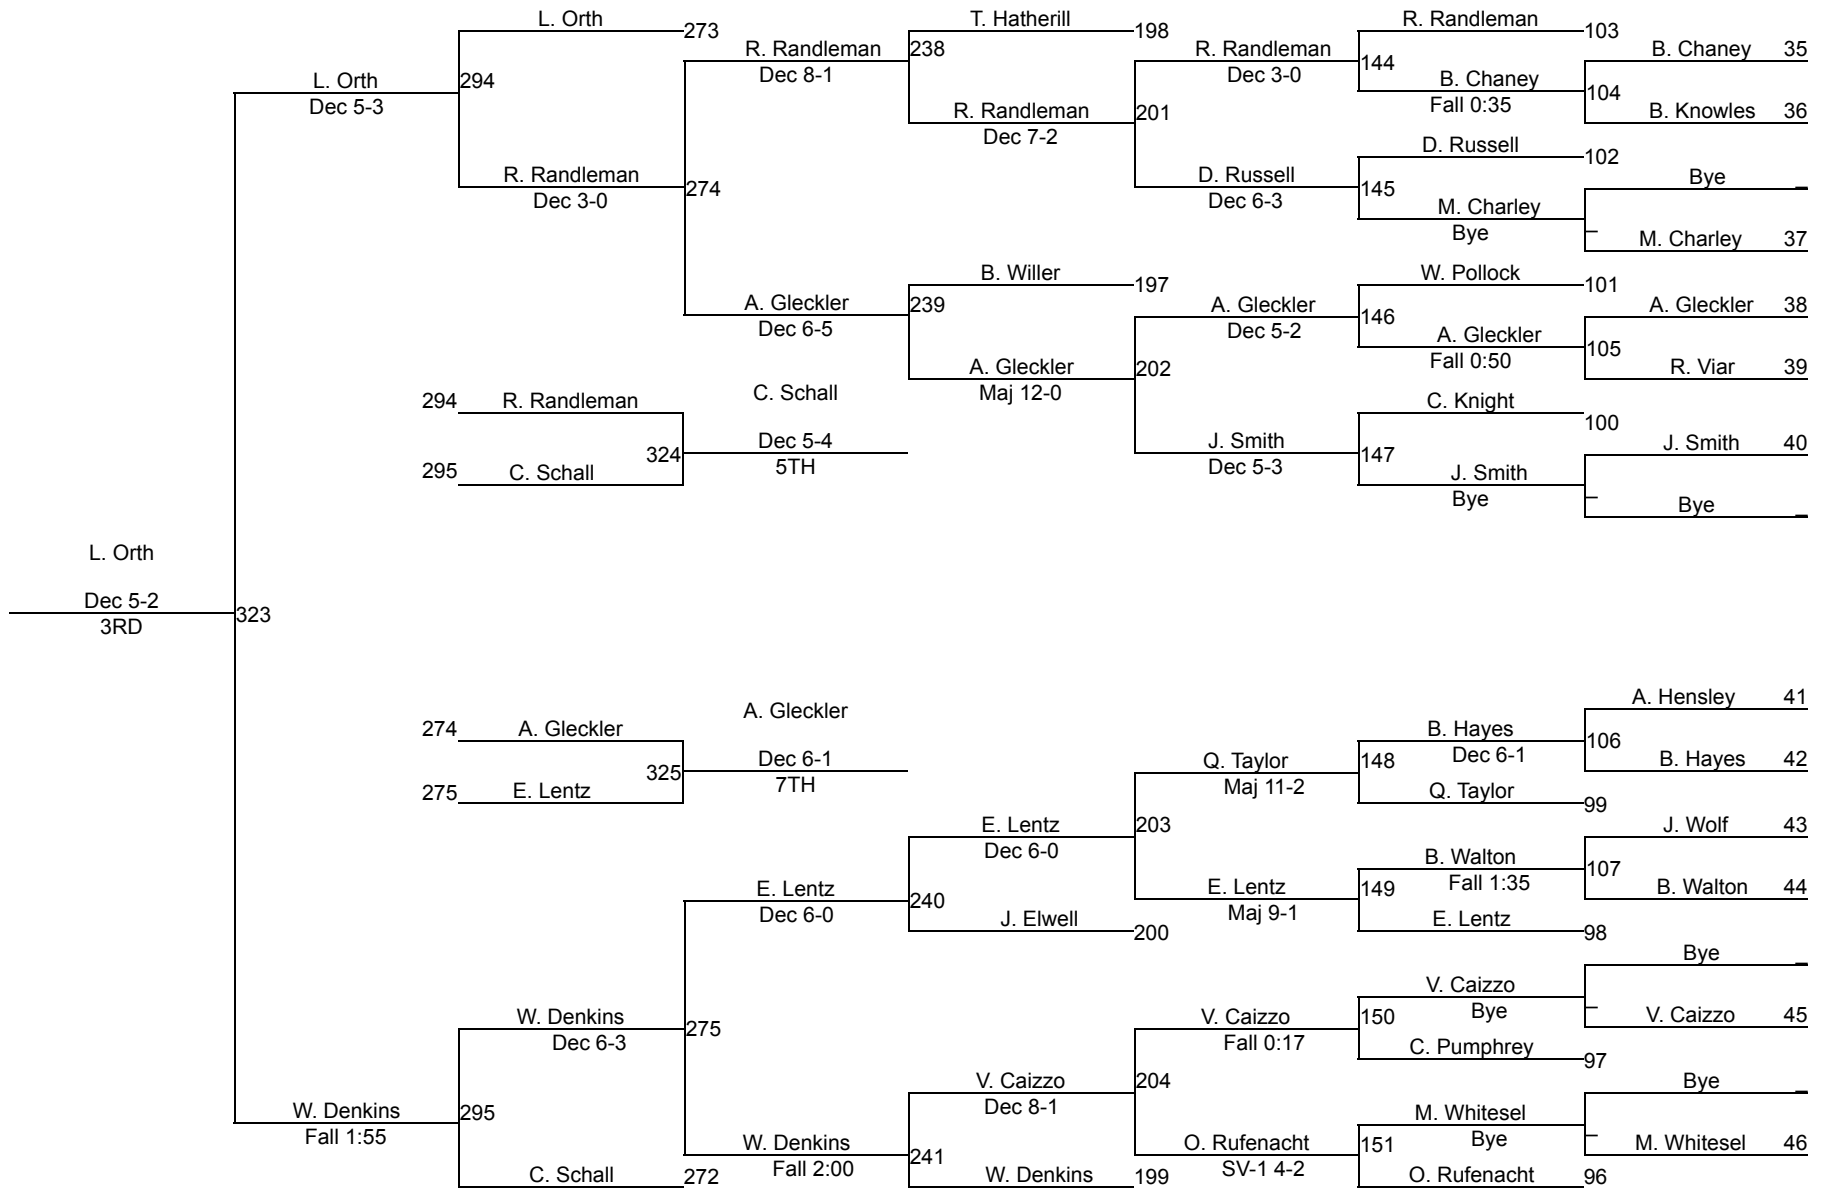 L. Orth
273
T. Hatherill
198
R. Randleman
103
R. Randleman
Dec 8-1
238
R. Randleman
Dec 3-0
144
B. Chaney 35
L. Orth
Dec 5-3
294
B. Chaney
Fall 0:35
104
R. Randleman
Dec 7-2
201
B. Knowles 36
D. Russell
102
R. Randleman
Dec 3-0
274
D. Russell
Dec 6-3
145
Bye _
M. Charley
Bye
_
M. Charley 37
B. Willer
197
W. Pollock
101
A. Gleckler
Dec 6-5
239
A. Gleckler
Dec 5-2
146
A. Gleckler 38
A. Gleckler
Fall 0:50
105
A. Gleckler
Maj 12-0
202
R. Viar 39
294 R. Randleman
C. Schall
C. Knight
100
324
Dec 5-4
5TH
J. Smith
Dec 5-3
147
J. Smith 40
295 C. Schall
J. Smith
Bye
_
Bye _
L. Orth
Dec 5-2
3RD
323
A. Hensley 41
274 A. Gleckler
A. Gleckler
B. Hayes
Dec 6-1
106
325
Dec 6-1
7TH
Q. Taylor
Maj 11-2
148
B. Hayes 42
275 E. Lentz
Q. Taylor
99
E. Lentz
Dec 6-0
203
J. Wolf 43
B. Walton
Fall 1:35
107
E. Lentz
Dec 6-0
240
E. Lentz
Maj 9-1
149
B. Walton 44
J. Elwell
200
E. Lentz
98
Bye _
V. Caizzo
Bye
_
W. Denkins
Dec 6-3
275
V. Caizzo
Fall 0:17
150
V. Caizzo 45
C. Pumphrey
97
V. Caizzo
Dec 8-1
204
Bye _
W. Denkins
Fall 1:55
295
M. Whitesel
Bye
_
W. Denkins
Fall 2:00
241
O. Rufenacht
SV-1 4-2
151
M. Whitesel 46
C. Schall
272
W. Denkins
199
O. Rufenacht
96